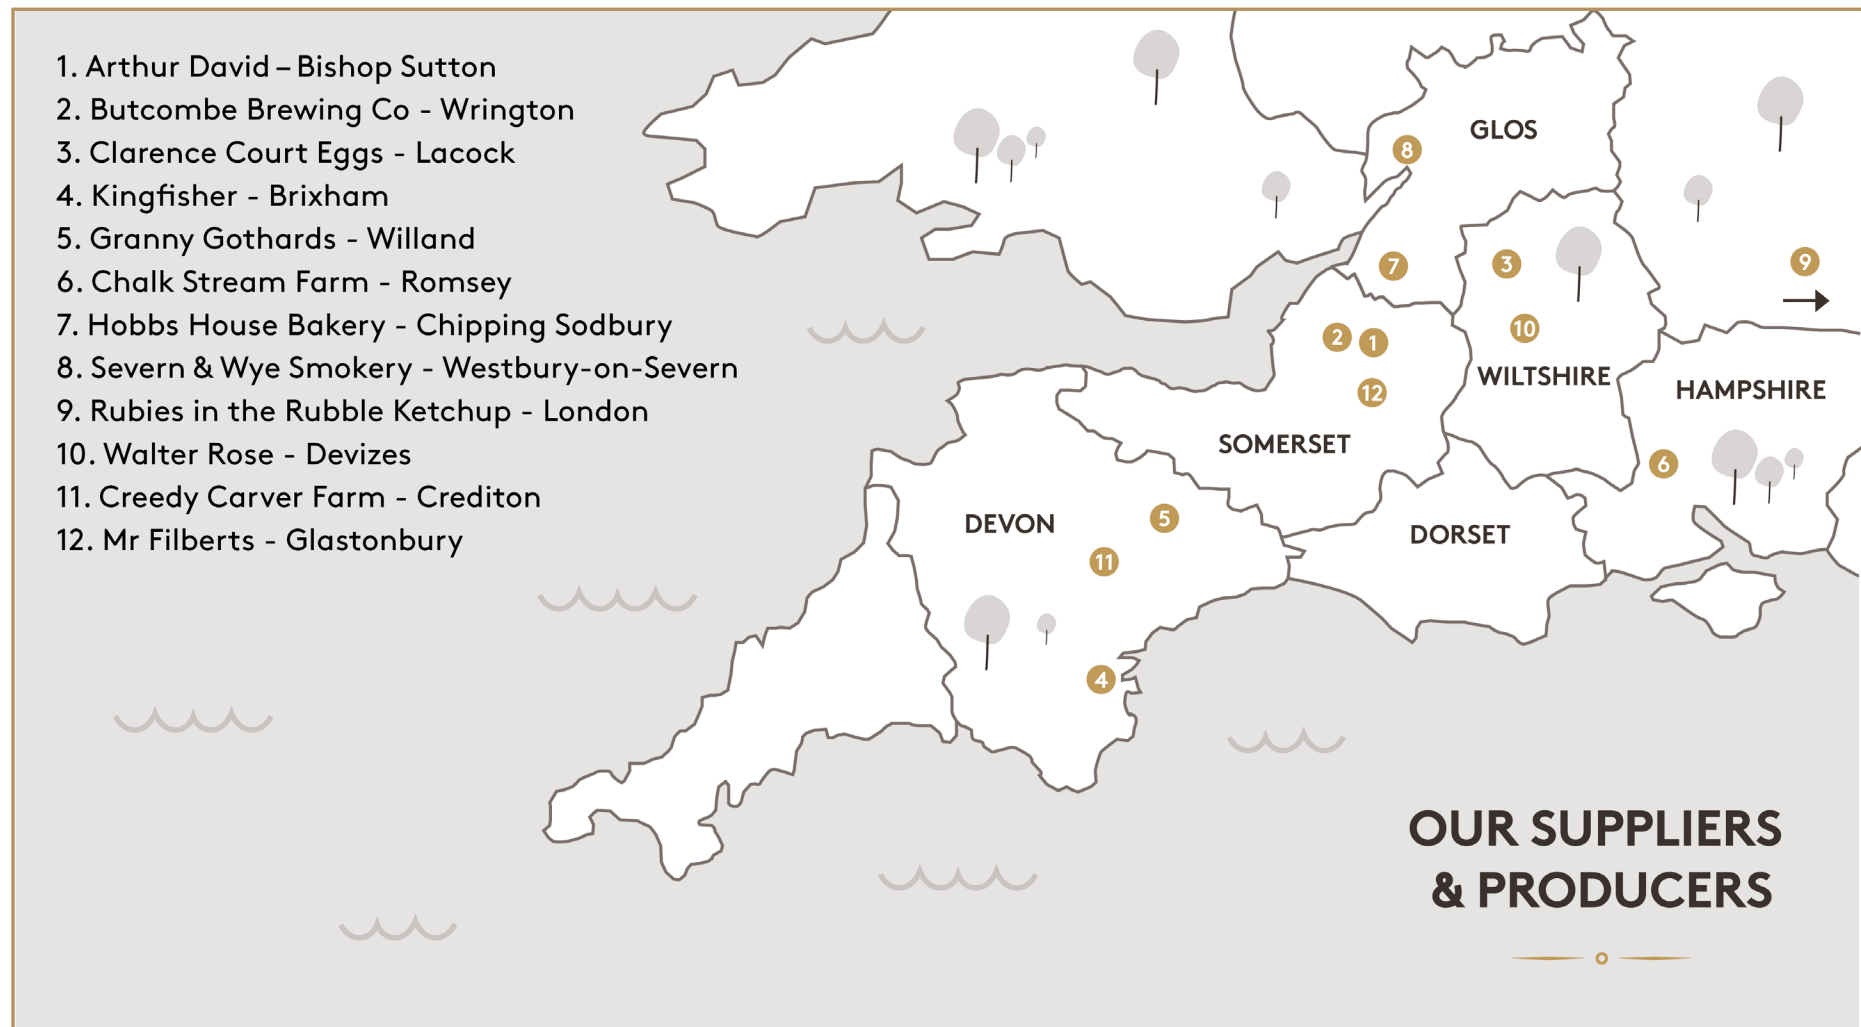 1. Arthur David – Bishop Sutton
2. Butcombe Brewing Co - Wrington
3. Clarence Court Eggs - Lacock
4. Kingfisher - Brixham
5. Granny Gothards - Willand
6. Chalk Stream Farm - Romsey
7. Hobbs House Bakery - Chipping Sodbury
8. Severn & Wye Smokery - Westbury-on-Severn
9. Rubies in the Rubble Ketchup - London
10. Walter Rose - Devizes
11. Creedy Carver Farm - Crediton
12. Mr Filberts - Glastonbury
GLOS
8
7
3
9
2
1
10
WILTSHIRE
HAMPSHIRE
12
SOMERSET
6
DEVON
5
DORSET
11
4
OUR SUPPLIERS
& PRODUCERS